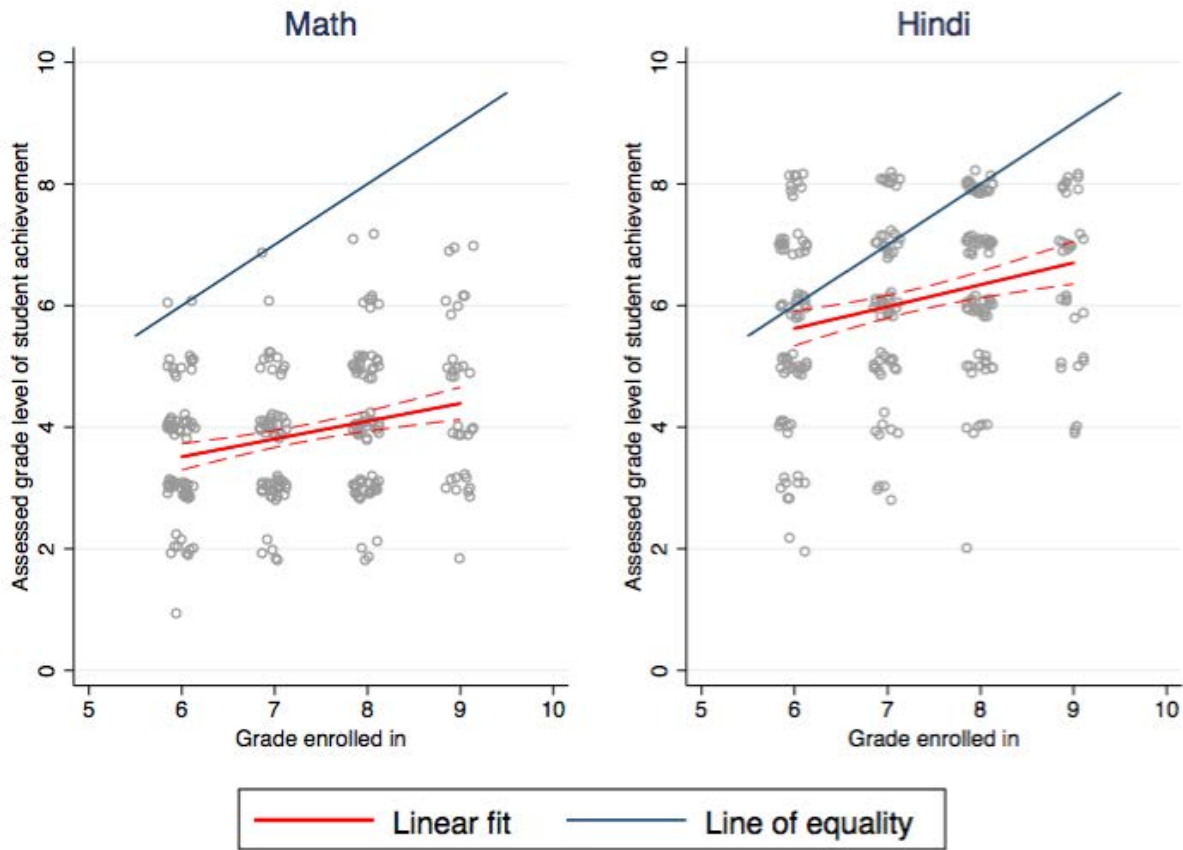 Math
Hindi
Assessed grade level of student achievement
10
8
6
4
2
0
5 6 7 8 9 10
Grade enrolled in
Assessed grade level of student achievement
10
8
6
4
2
0
5 6 7 8 9 10
Grade enrolled in
Linear fit
Line of equality